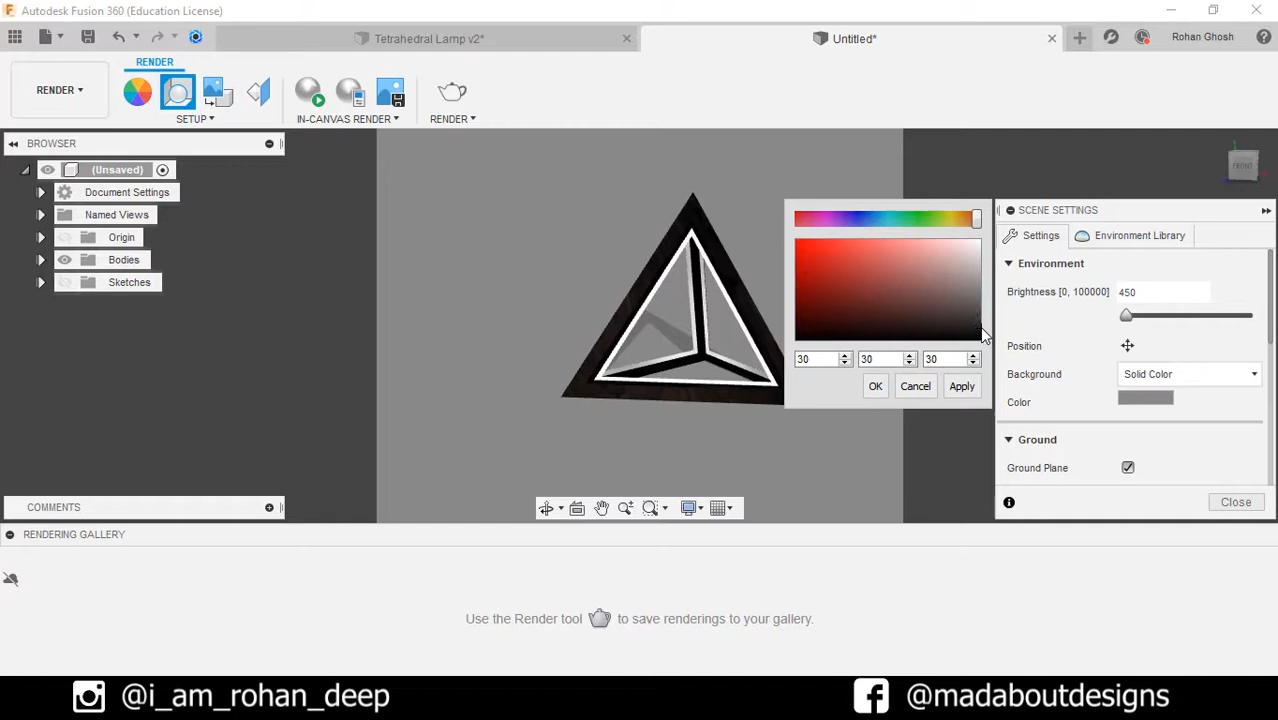 Autodesk Fusion 360 (Education License)
Tetrahedral Lamp v2*
Untitled*
Rohan Ghosh
RENDER
RENDER
SETUP
IN-CANVAS RENDER
RENDER
BROWSER
(Unsaved)
Document Settings
Named Views
Origin
Bodies
Sketches
FRONT
SCENE SETTINGS
Settings
Environment Library
Environment
Brightness [0, 100000]
450
Position
Background
Solid Color
Color
Ground
Ground Plane
Close
30
30
30
OK
Cancel
Apply
COMMENTS
RENDERING GALLERY
Use the Render tool to save renderings to your gallery.
@i_am_rohan_deep
@madaboutdesigns